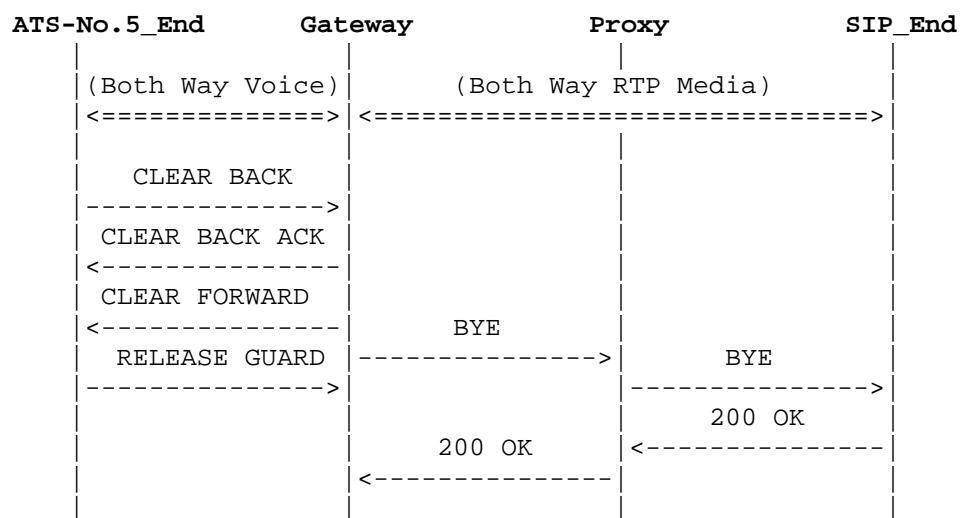 ATS-No.5_End Gateway Proxy SIP_End
(Both Way Voice) (Both Way RTP Media)
CLEAR BACK
CLEAR BACK ACK
CLEAR FORWARD
BYE
RELEASE GUARD BYE
200 OK
200 OK